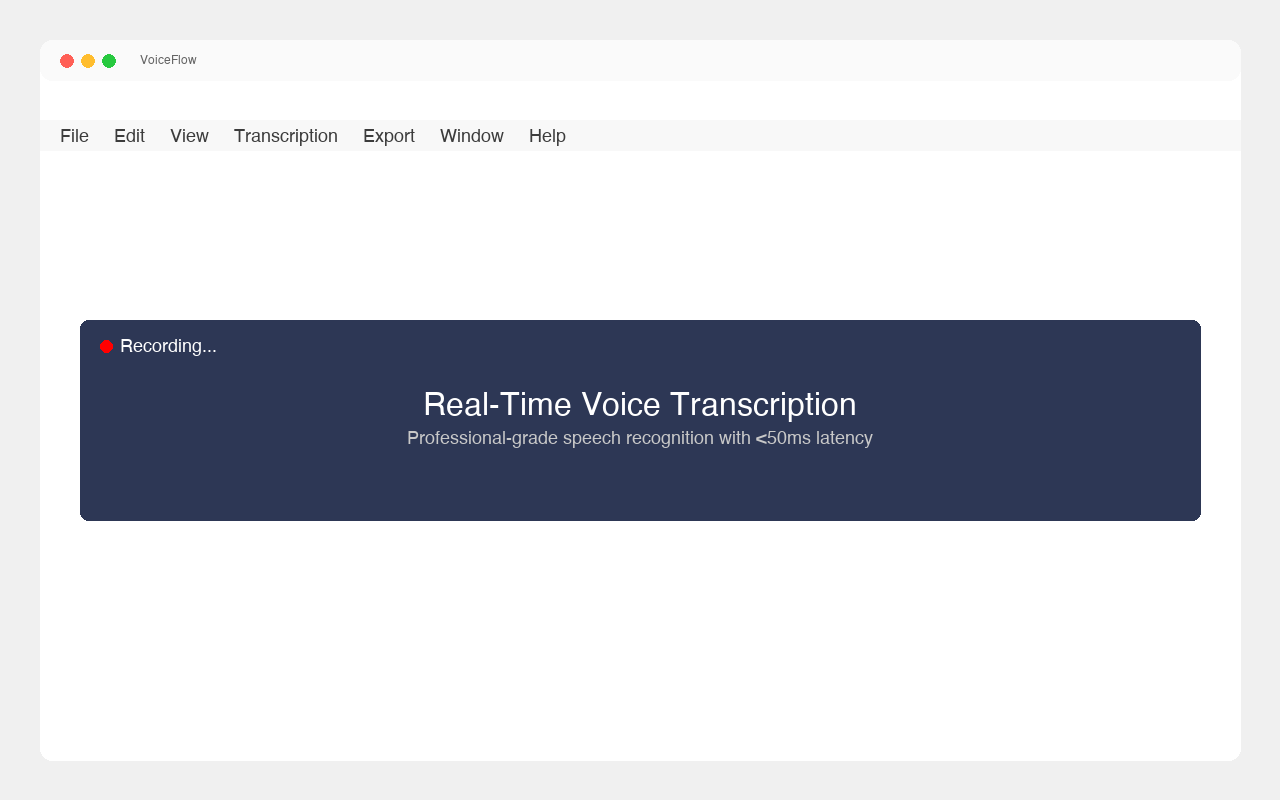 VoiceFlow
File Edit View Transcription Export Window Help
Recording...
Real-Time Voice Transcription
Professional-grade speech recognition with <50ms latency